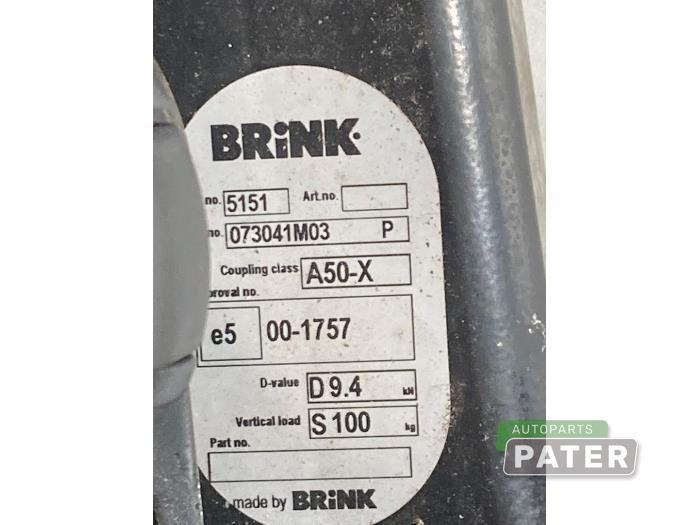 BRiNK
no. 5151 Art.no.
no. 073041M03 P
Coupling class A50-X
roval no.
e5 00-1757
D-value D 9.4 kN
Vertical load S 100 kg
Part no.
made by BRiNK
AUTOPARTS
PATER